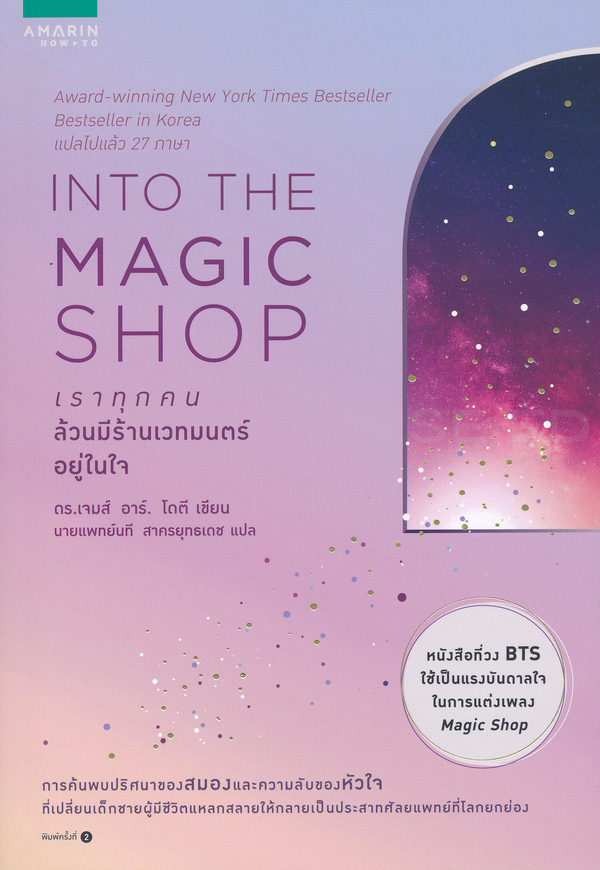 AMARIN
HOW TO
Award-winning New York Times Bestseller
Bestseller in Korea
แปลไปแล้ว 27 ภาษา
INTO THE
MAGIC
SHOP
เราทุกคน
ล้วนมีร้านเวทมนตร์
อยู่ในใจ
ดร.เจมส์ อาร์. โดตี เขียน
นายแพทย์นที สาครยุทธเดช แปล
หนังสือที่วง BTS
ใช้เป็นแรงบันดาลใจ
ในการแต่งเพลง
Magic Shop
การค้นพบปริศนาของสมองและความลับของหัวใจ
ที่เปลี่ยนเด็กชายผู้มีชีวิตแหลกสลายให้กลายเป็นประสาทศัลยแพทย์ที่โลกยกย่อง
พิมพ์ครั้งที่ 2